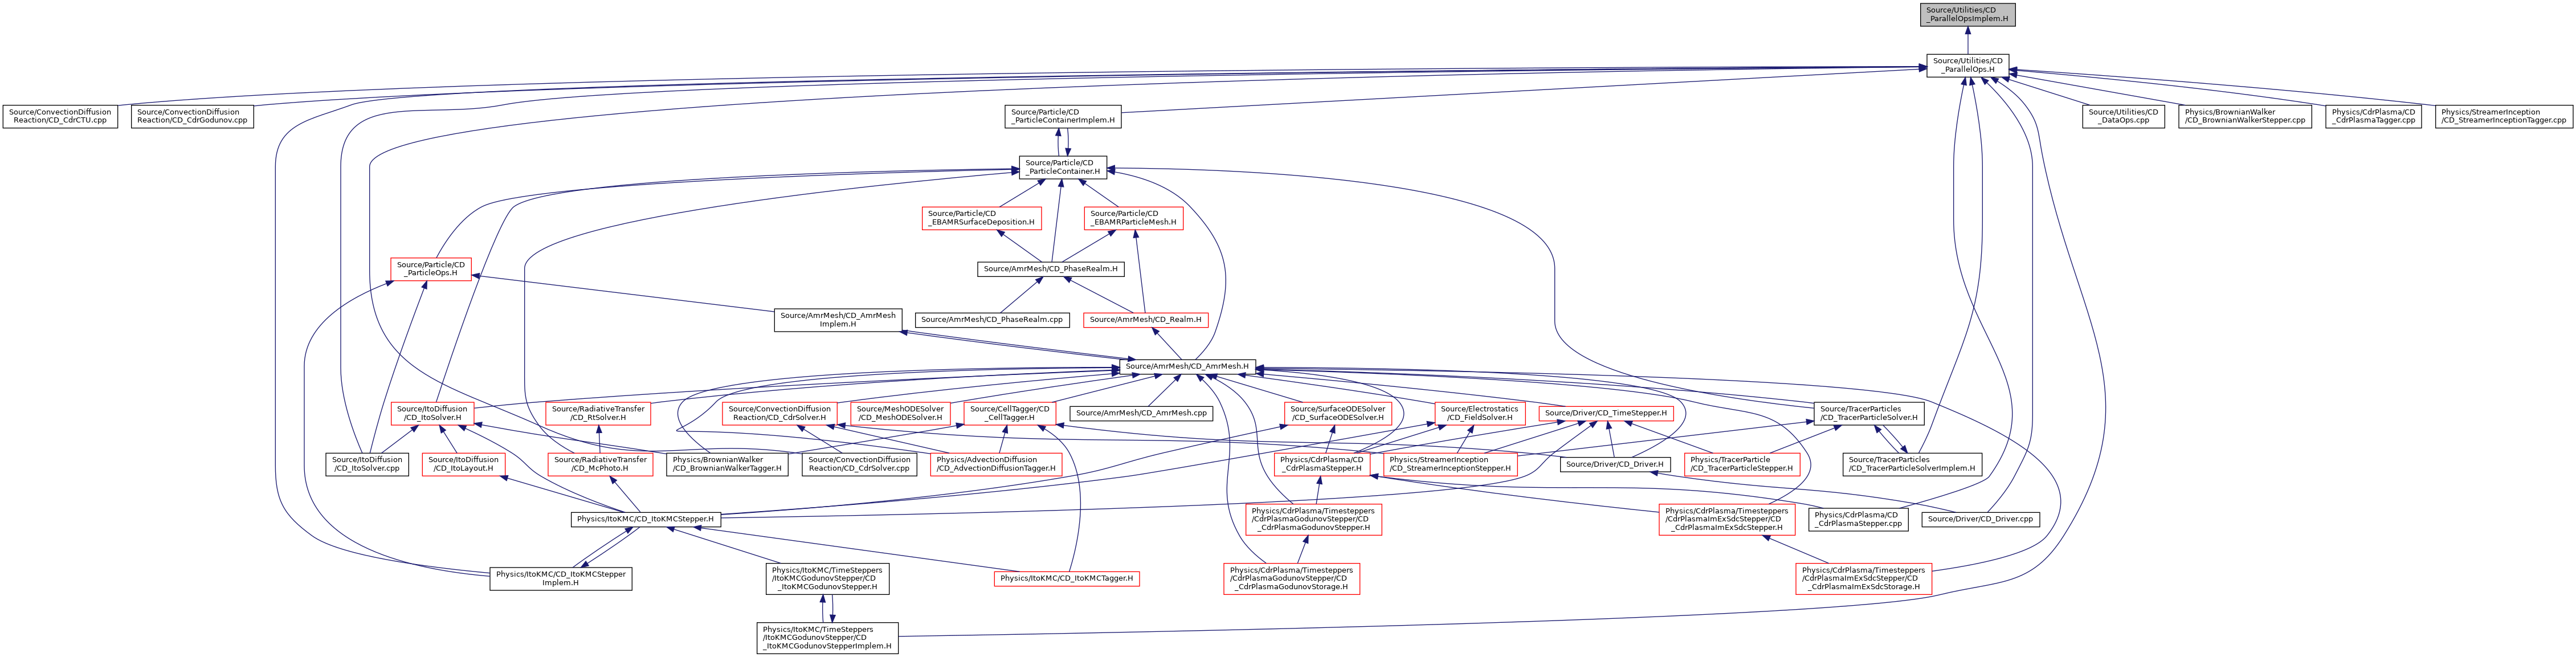 Source/Utilities/CD
_ParallelOpsImplem.H
Source/Utilities/CD
_ParallelOps.H
Source/ConvectionDiffusion
Reaction/CD_CdrCTU.cpp
Source/ConvectionDiffusion
Reaction/CD_CdrGodunov.cpp
Source/Particle/CD
_ParticleContainerImplem.H
Source/Utilities/CD
_DataOps.cpp
Physics/BrownianWalker
/CD_BrownianWalkerStepper.cpp
Physics/CdrPlasma/CD
_CdrPlasmaTagger.cpp
Physics/StreamerInception
/CD_StreamerInceptionTagger.cpp
Source/Particle/CD
_ParticleContainer.H
Source/Particle/CD
_EBAMRSurfaceDeposition.H
Source/Particle/CD
_EBAMRParticleMesh.H
Source/Particle/CD
_ParticleOps.H
Source/AmrMesh/CD_PhaseRealm.H
Source/AmrMesh/CD_AmrMesh
Implem.H
Source/AmrMesh/CD_PhaseRealm.cpp
Source/AmrMesh/CD_Realm.H
Source/AmrMesh/CD_AmrMesh.H
Source/ItoDiffusion
/CD_ItoSolver.H
Source/RadiativeTransfer
/CD_RtSolver.H
Source/ConvectionDiffusion
Reaction/CD_CdrSolver.H
Source/MeshODESolver
/CD_MeshODESolver.H
Source/CellTagger/CD
_CellTagger.H
Source/AmrMesh/CD_AmrMesh.cpp
Source/SurfaceODESolver
/CD_SurfaceODESolver.H
Source/Electrostatics
/CD_FieldSolver.H
Source/Driver/CD_TimeStepper.H
Source/TracerParticles
/CD_TracerParticleSolver.H
Source/ItoDiffusion
/CD_ItoSolver.cpp
Source/ItoDiffusion
/CD_ItoLayout.H
Source/RadiativeTransfer
/CD_McPhoto.H
Physics/BrownianWalker
/CD_BrownianWalkerTagger.H
Source/ConvectionDiffusion
Reaction/CD_CdrSolver.cpp
Physics/AdvectionDiffusion
/CD_AdvectionDiffusionTagger.H
Physics/CdrPlasma/CD
_CdrPlasmaStepper.H
Physics/StreamerInception
/CD_StreamerInceptionStepper.H
Source/Driver/CD_Driver.H
Physics/TracerParticle
/CD_TracerParticleStepper.H
Source/TracerParticles
/CD_TracerParticleSolverImplem.H
Physics/ItoKMC/CD_ItoKMCStepper.H
Physics/CdrPlasma/Timesteppers
/CdrPlasmaGodunovStepper/CD
_CdrPlasmaGodunovStepper.H
Physics/CdrPlasma/Timesteppers
/CdrPlasmaImExSdcStepper/CD
_CdrPlasmaImExSdcStepper.H
Physics/CdrPlasma/CD
_CdrPlasmaStepper.cpp
Source/Driver/CD_Driver.cpp
Physics/ItoKMC/CD_ItoKMCStepper
Implem.H
Physics/ItoKMC/TimeSteppers
/ItoKMCGodunovStepper/CD
_ItoKMCGodunovStepper.H
Physics/ItoKMC/CD_ItoKMCTagger.H
Physics/CdrPlasma/Timesteppers
/CdrPlasmaGodunovStepper/CD
_CdrPlasmaGodunovStorage.H
Physics/CdrPlasma/Timesteppers
/CdrPlasmaImExSdcStepper/CD
_CdrPlasmaImExSdcStorage.H
Physics/ItoKMC/TimeSteppers
/ItoKMCGodunovStepper/CD
_ItoKMCGodunovStepperImplem.H